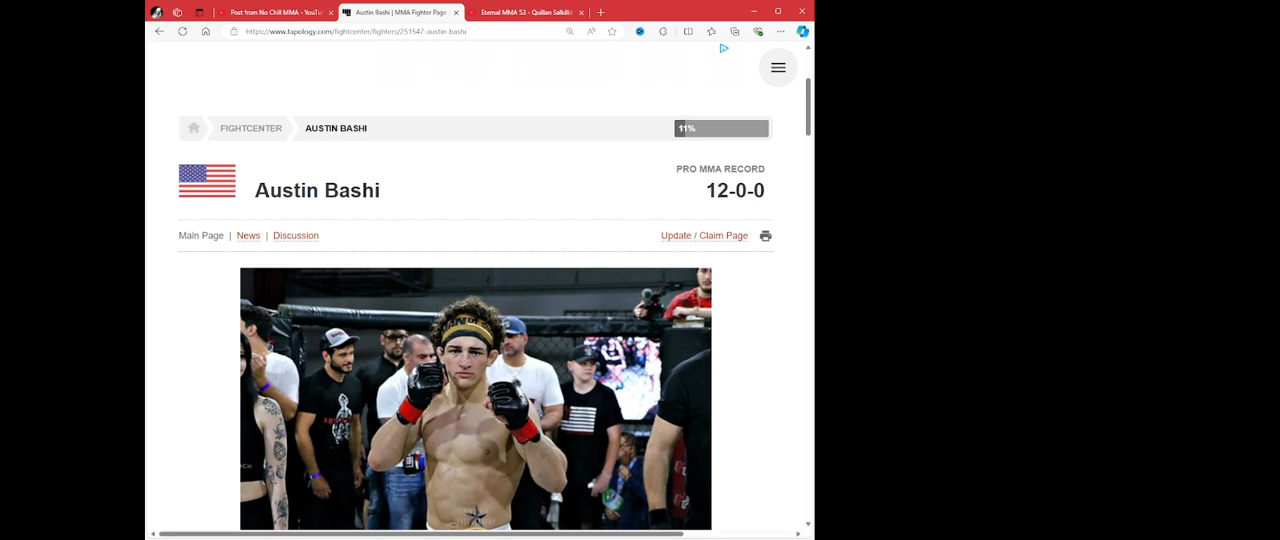 Post from No Chill MMA - YouTu
Austin Bashi | MMA Fighter Page
Eternal MMA 53 - Quillan Salkilld
https://www.tapology.com/fightcenter/fighters/251547-austin-bashi
FIGHTCENTER
AUSTIN BASHI
11%
PRO MMA RECORD
Austin Bashi
12-0-0
Main Page | News | Discussion
Update / Claim Page